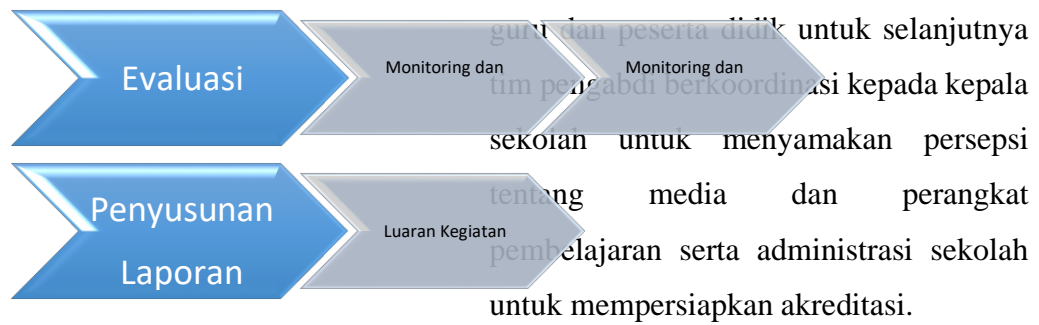 Evaluasi
Monitoring dan
Monitoring dan
Penyusunan
Laporan
Luaran Kegiatan
guru dan peserta didik untuk selanjutnya
tim pengabdi berkoordinasi kepada kepala
sekolah untuk menyamakan persepsi
tentang media dan perangkat
pembelajaran serta administrasi sekolah
untuk mempersiapkan akreditasi.